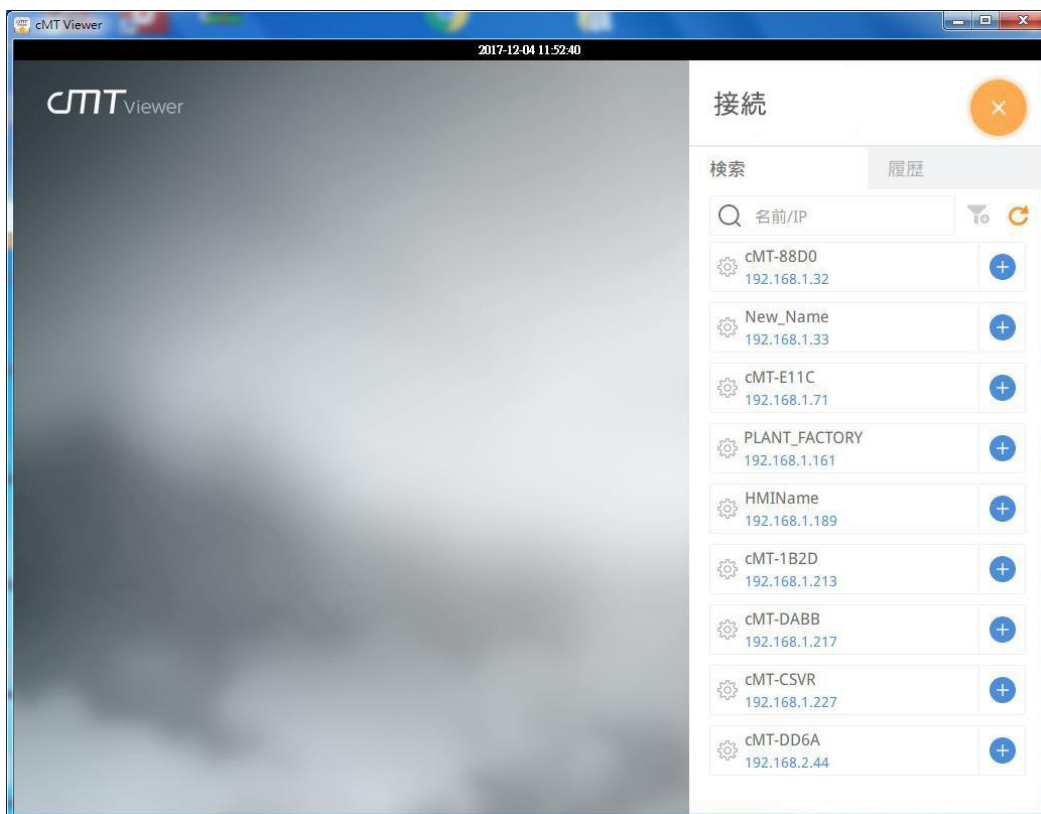 cMT Viewer
2017-12-04 11:52:40
cMT Viewer
接続
検索
履歴
名前/IP
cMT-88D0
192.168.1.32
New_Name
192.168.1.33
cMT-E11C
192.168.1.71
PLANT_FACTORY
192.168.1.161
HMIName
192.168.1.189
cMT-1B2D
192.168.1.213
cMT-DABB
192.168.1.217
cMT-CSVR
192.168.1.227
cMT-DD6A
192.168.2.44